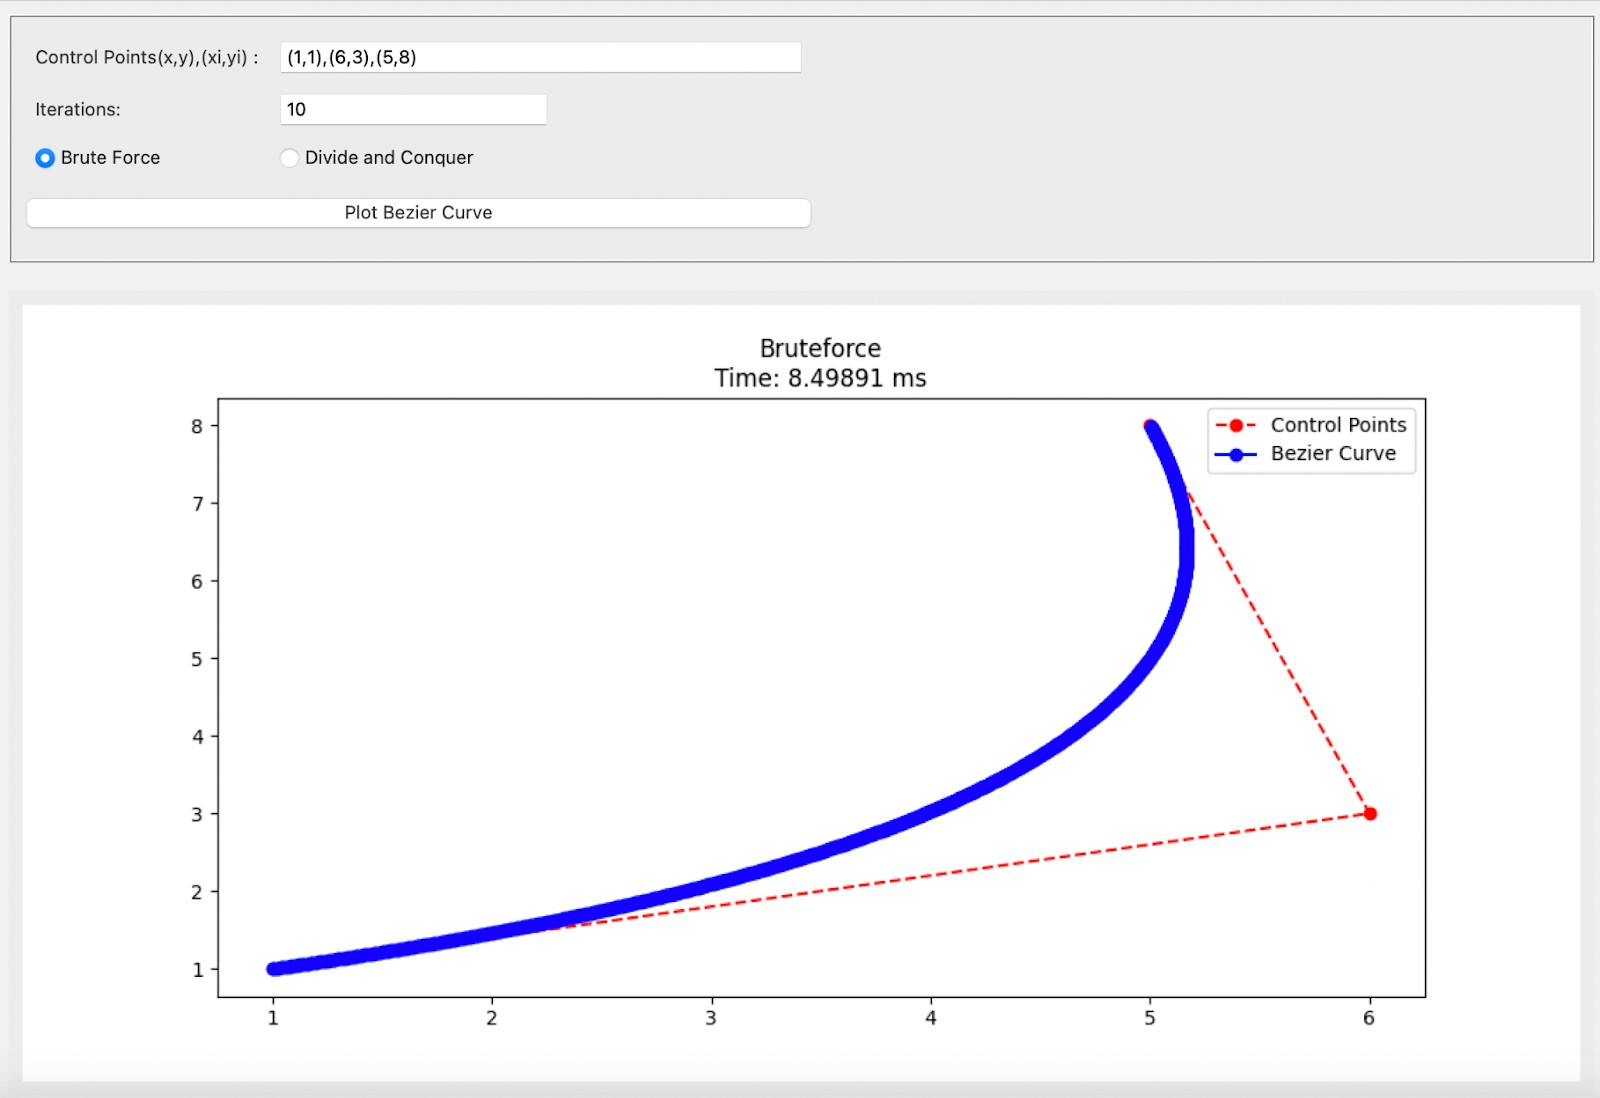 Control Points(x,y),(xi,yi) : (1,1),(6,3),(5,8)
Iterations: 10
Brute Force Divide and Conquer
Plot Bezier Curve
Bruteforce
Time: 8.49891 ms
Control Points
Bezier Curve
8
7
6
5
4
3
2
1
1 2 3 4 5 6